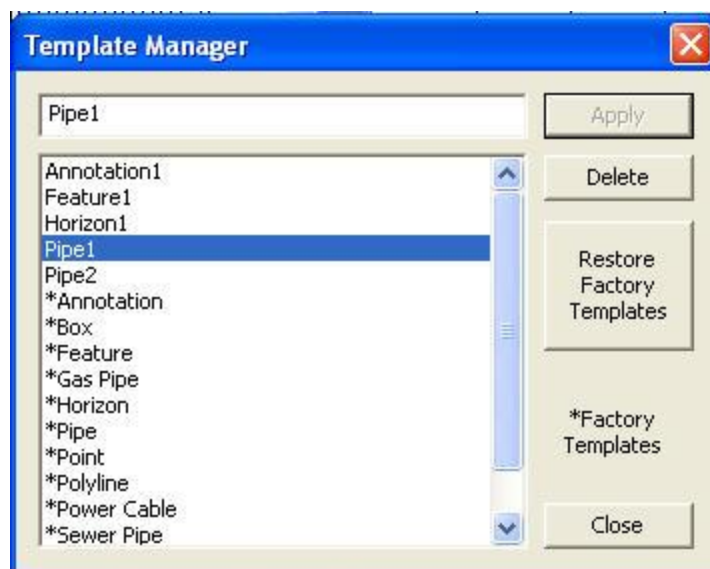 Template Manager
Pipe1
Apply
Annotation1
Feature1
Horizon1
Pipe1
Pipe2
*Annotation
*Box
*Feature
*Gas Pipe
*Horizon
*Pipe
*Point
*Polyline
*Power Cable
*Sewer Pipe
Delete
Restore
Factory
Templates
*Factory
Templates
Close